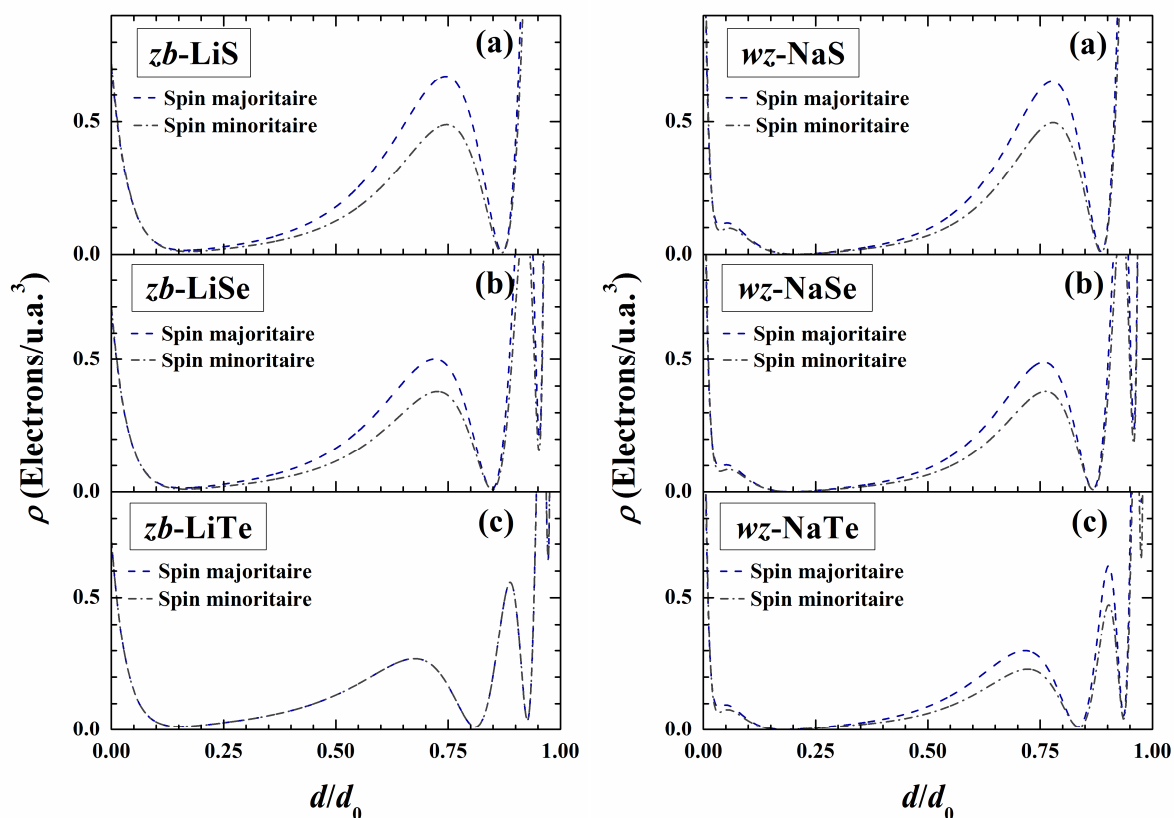 zb-LiS
(a)
Spin majoritaire
Spin minoritaire
0.5
0.0
zb-LiSe
(b)
Spin majoritaire
Spin minoritaire
0.5
0.0
zb-LiTe
(c)
Spin majoritaire
Spin minoritaire
0.5
0.0
0.00 0.25 0.50 0.75 1.00
d/d₀
ρ (Electrons/u.a.³)
wz-NaS
(a)
Spin majoritaire
Spin minoritaire
0.5
0.0
wz-NaSe
(b)
Spin majoritaire
Spin minoritaire
0.5
0.0
wz-NaTe
(c)
Spin majoritaire
Spin minoritaire
0.5
0.0
0.00 0.25 0.50 0.75 1.00
d/d₀
ρ (Electrons/u.a.³)